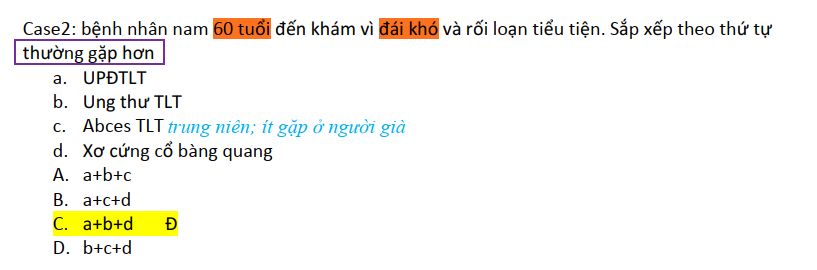 Case2: bệnh nhân nam 60 tuổi đến khám vì đái khó và rối loạn tiểu tiện. Sắp xếp theo thứ tự
thường gặp hơn
a. UPĐTLT
b. Ung thư TLT
c. Abces TLT trung niên; ít gặp ở người già
d. Xơ cứng cổ bàng quang
A. a+b+c
B. a+c+d
C. a+b+d Đ
D. b+c+d